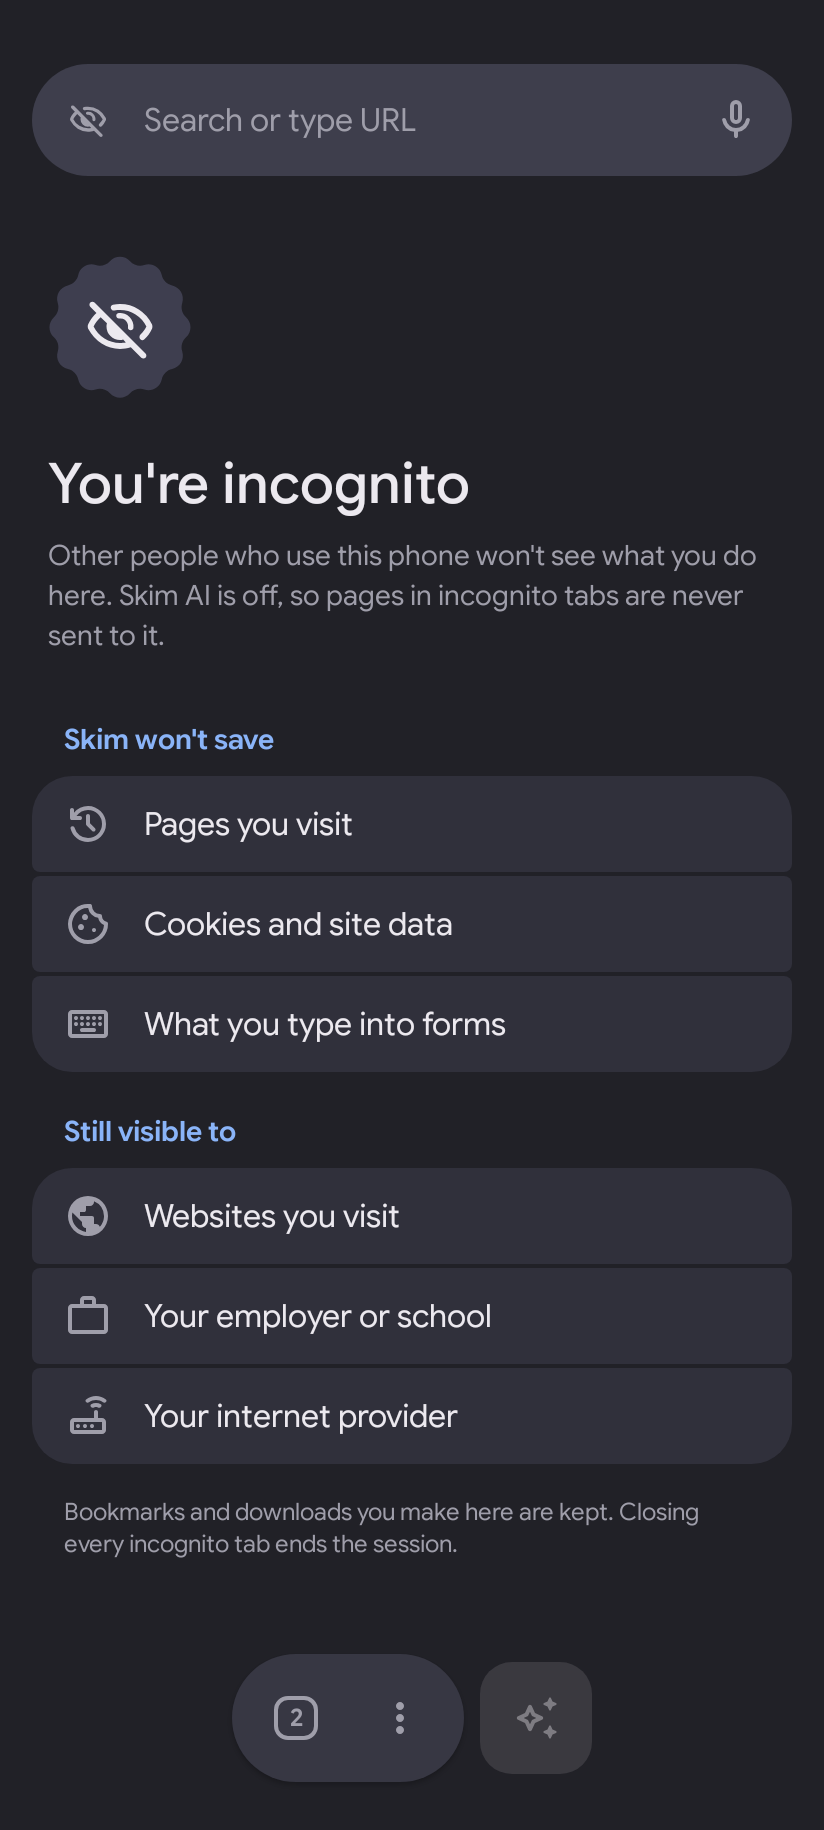 Search or type URL
You're incognito
Other people who use this phone won't see what you do
here. Skim AI is off, so pages in incognito tabs are never
sent to it.
Skim won't save
Pages you visit
Cookies and site data
What you type into forms
Still visible to
Websites you visit
Your employer or school
Your internet provider
Bookmarks and downloads you make here are kept. Closing
every incognito tab ends the session.
2